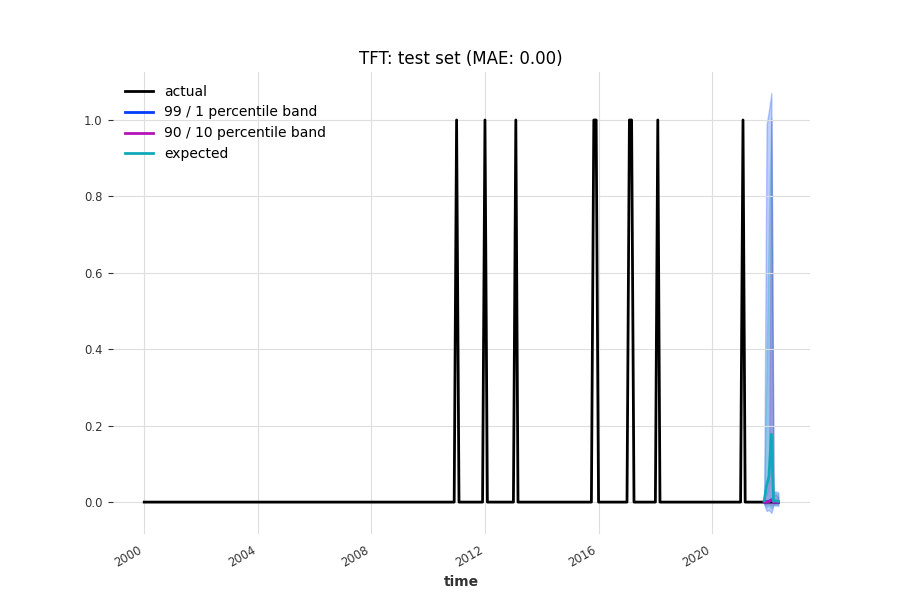 TFT: test set (MAE: 0.00)
actual
99 / 1 percentile band
90 / 10 percentile band
expected
1.0
0.8
0.6
0.4
0.2
0.0
2000
2004
2008
2012
2016
2020
time